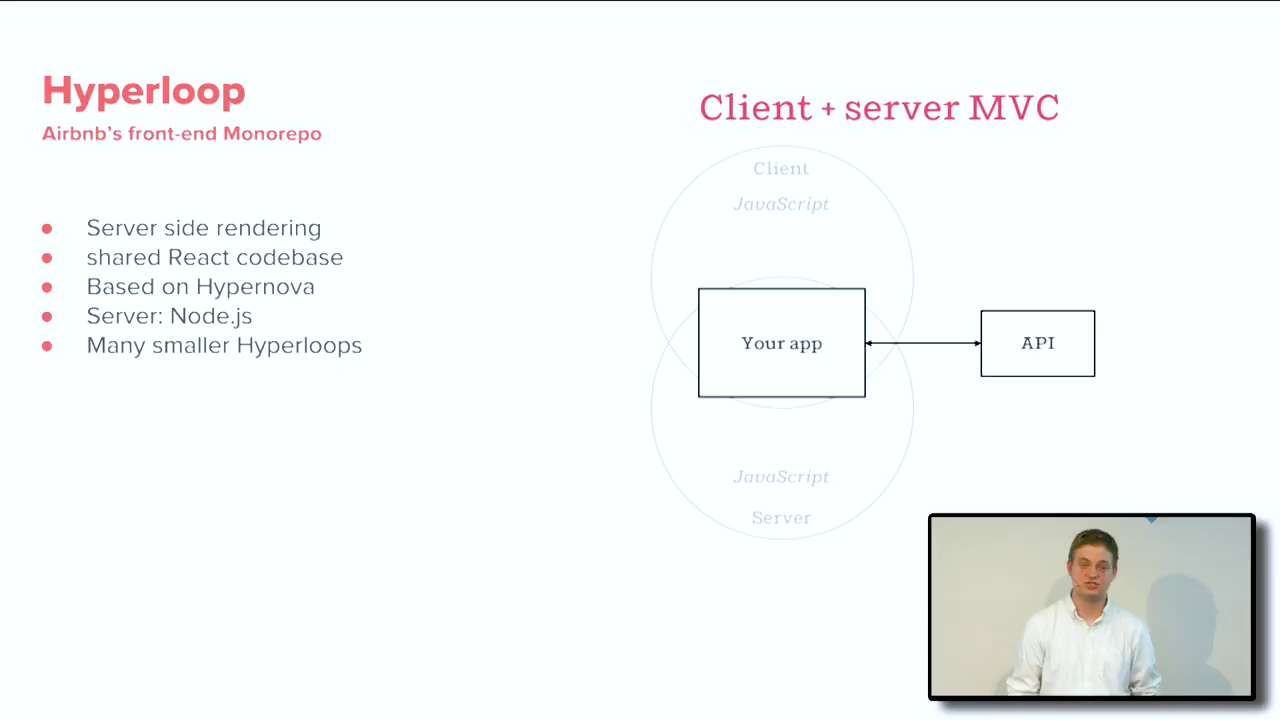 Hyperloop
Airbnb's front-end Monorepo
Server side rendering
shared React codebase
Based on Hypernova
Server: Node.js
Many smaller Hyperloops
Client + server MVC
Client
JavaScript
Your app
API
JavaScript
Server